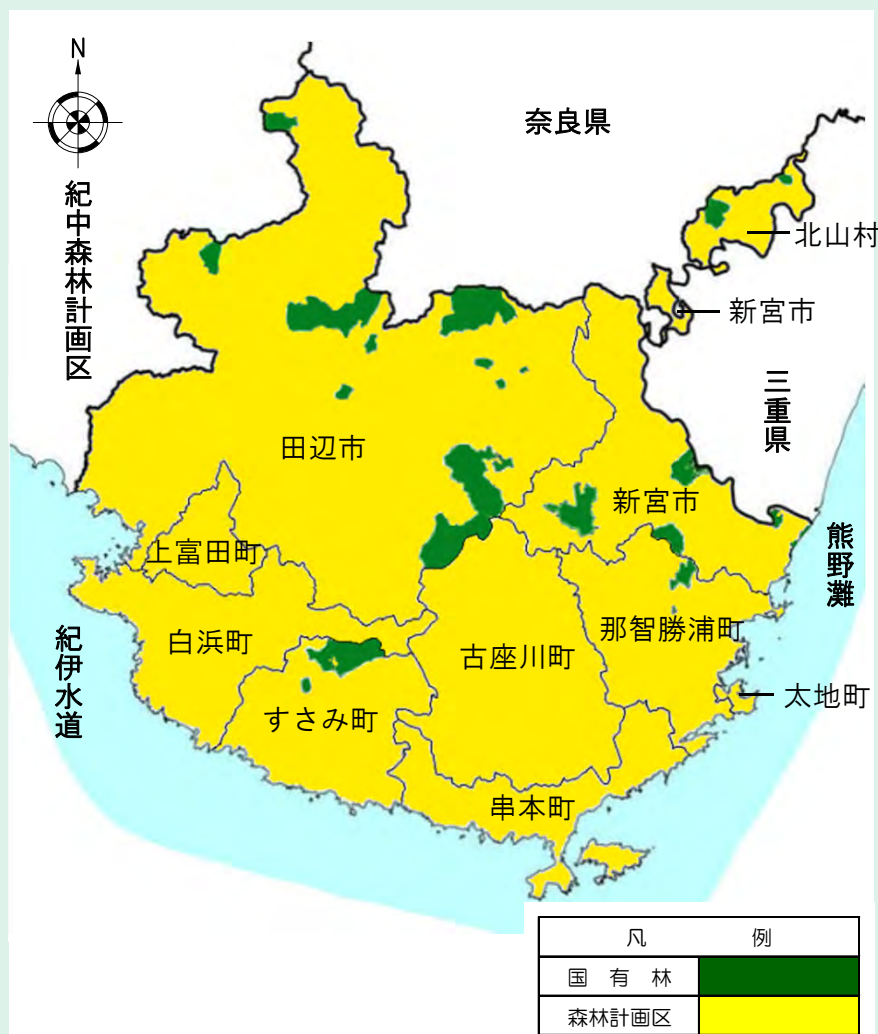 N
奈良県
紀中森林計画区
北山村
新宮市
三重県
田辺市
新宮市
上富田町
熊野灘
白浜町
那智勝浦町
紀伊水道
古座川町
太地町
すさみ町
串本町
凡例
国有林
森林計画区